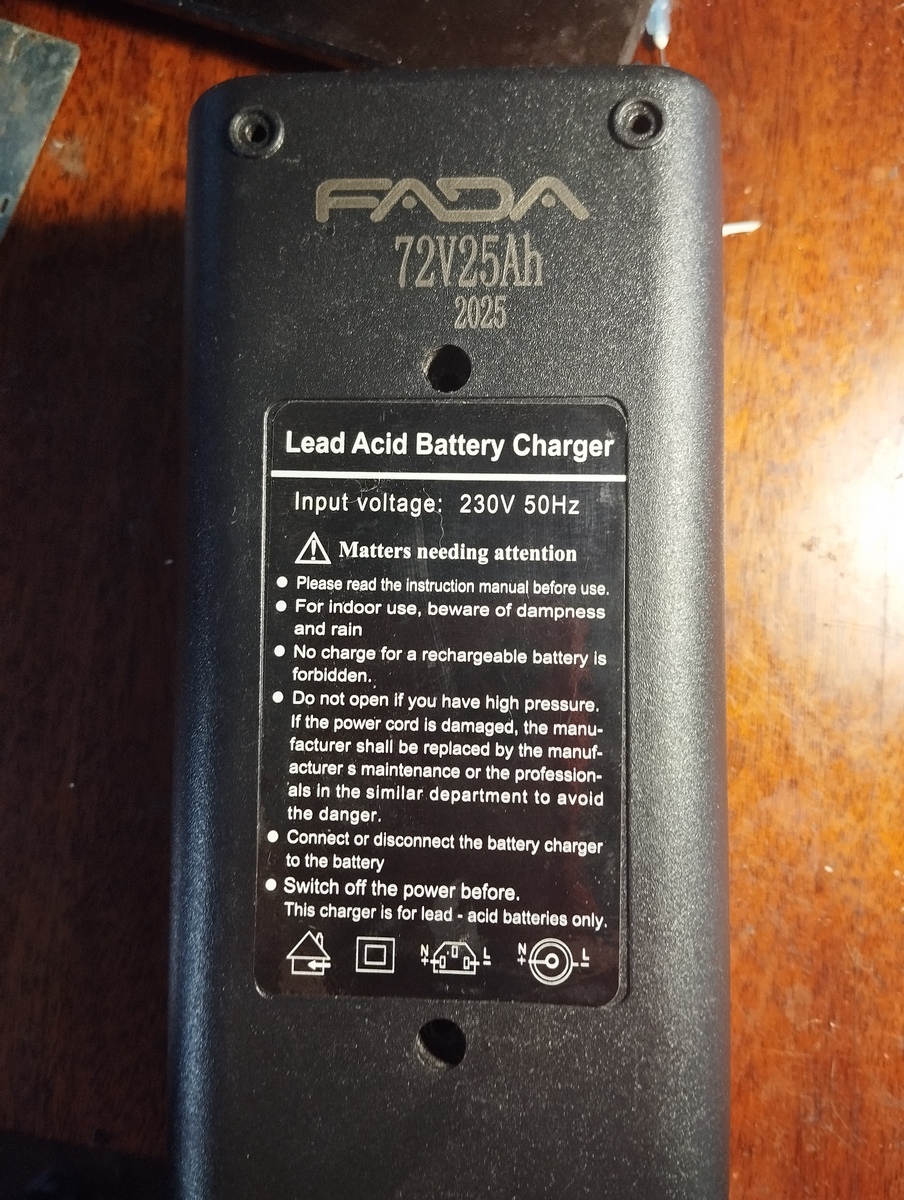 FADA
72V25Ah
2025
Lead Acid Battery Charger
Input voltage: 230V 50Hz
Matters needing attention
● Please read the instruction manual before use.
● For indoor use, beware of dampness
and rain
● No charge for a rechargeable battery is
forbidden.
● Do not open if you have high pressure.
If the power cord is damaged, the manu-
facturer shall be replaced by the manuf-
acturer s maintenance or the profession-
als in the similar department to avoid
the danger.
● Connect or disconnect the battery charger
to the battery
● Switch off the power before.
This charger is for lead - acid batteries only.
N + L - N + L -